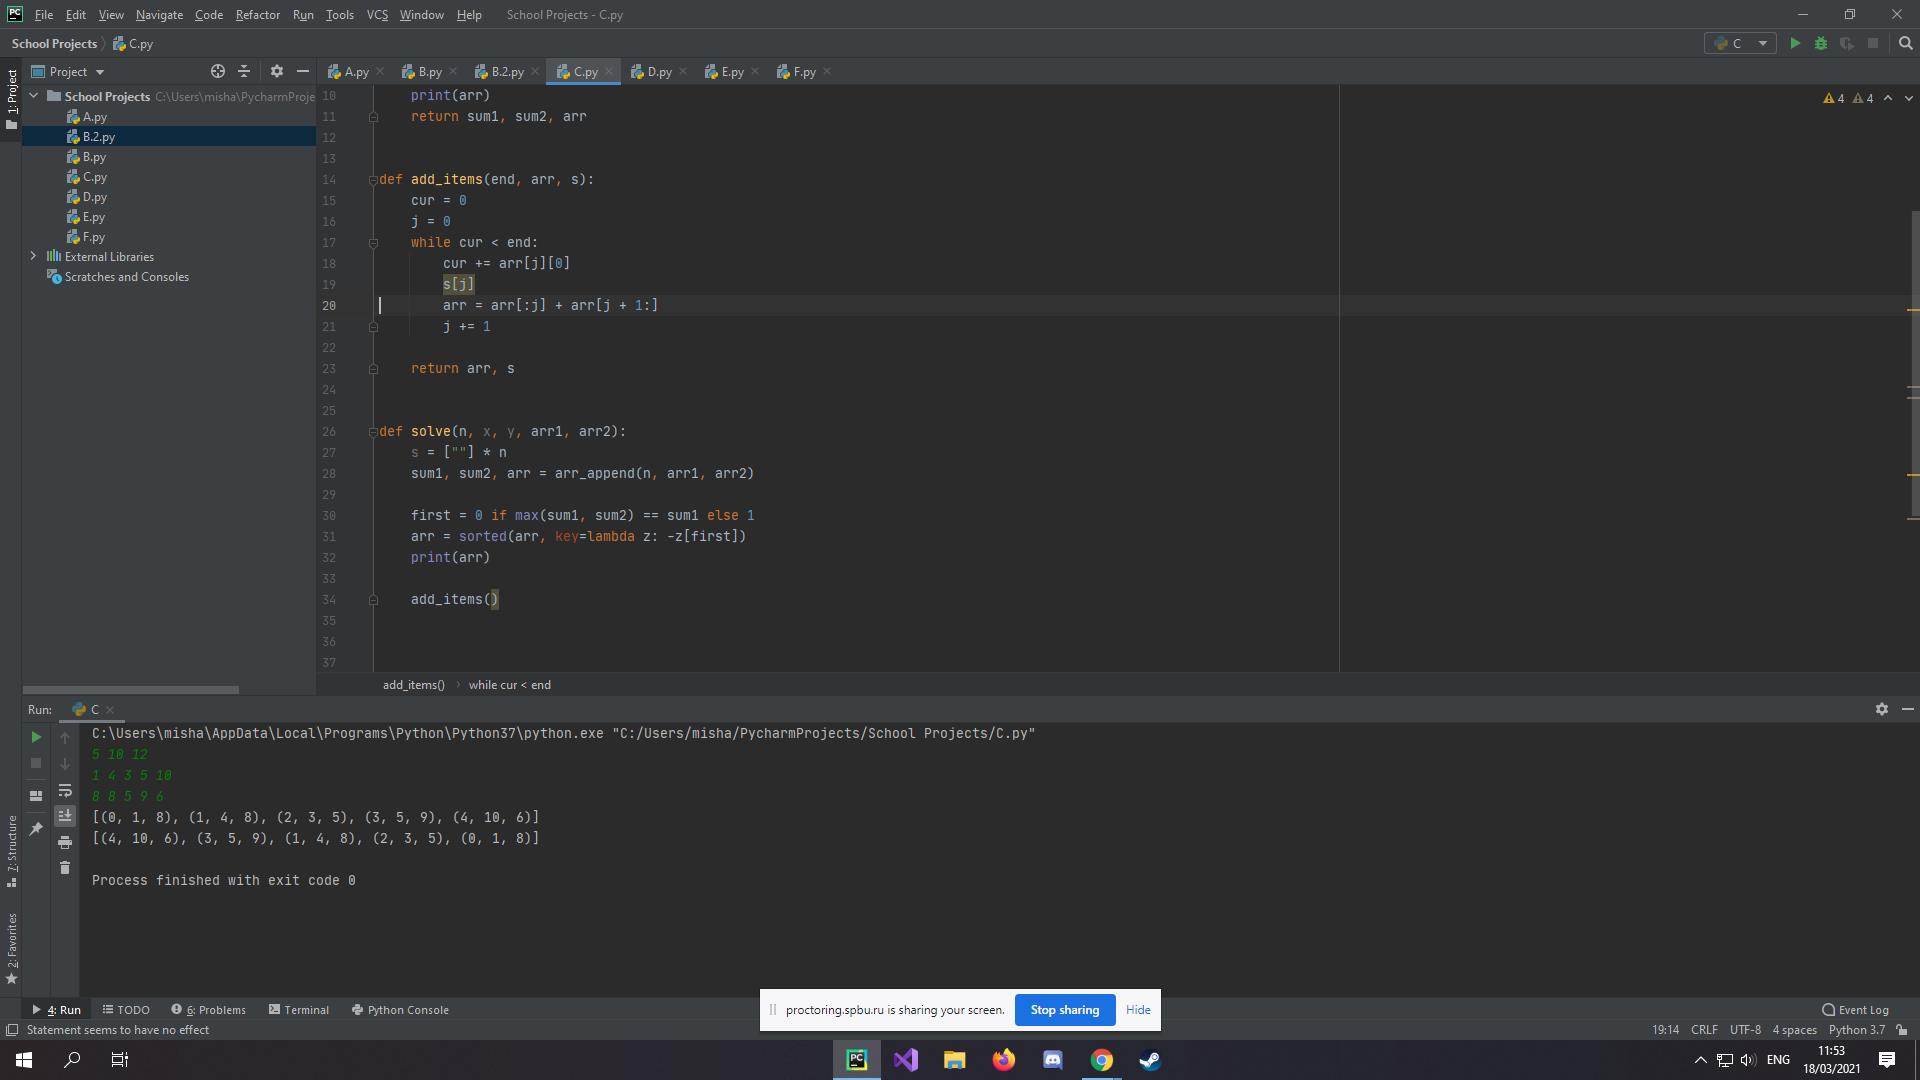 PC File Edit View Navigate Code Refactor Run Tools VCS Window Help School Projects - C.py
School Projects C.py C
1: Project
Project
School Projects C:\Users\misha\PycharmProje
A.py
B.2.py
B.py
C.py
D.py
E.py
F.py
External Libraries
Scratches and Consoles
A.py B.py B.2.py C.py D.py E.py F.py
4 4
10 print(arr)
11 return sum1, sum2, arr
12
13
14 def add_items(end, arr, s):
15 cur = 0
16 j = 0
17 while cur < end:
18 cur += arr[j][0]
19 s[j]
20 arr = arr[:j] + arr[j + 1:]
21 j += 1
22
23 return arr, s
24
25
26 def solve(n, x, y, arr1, arr2):
27 s = [""] * n
28 sum1, sum2, arr = arr_append(n, arr1, arr2)
29
30 first = 0 if max(sum1, sum2) == sum1 else 1
31 arr = sorted(arr, key=lambda z: -z[first])
32 print(arr)
33
34 add_items()
35
36
37
add_items() while cur < end
Run: C
C:\Users\misha\AppData\Local\Programs\Python\Python37\python.exe "C:/Users/misha/PycharmProjects/School Projects/C.py"
5 10 12
1 4 3 5 10
8 8 5 9 6
[(0, 1, 8), (1, 4, 8), (2, 3, 5), (3, 5, 9), (4, 10, 6)]
[(4, 10, 6), (3, 5, 9), (1, 4, 8), (2, 3, 5), (0, 1, 8)]
Process finished with exit code 0
7: Structure
2: Favorites
proctoring.spbu.ru is sharing your screen. Stop sharing Hide
4: Run TODO 6: Problems Terminal Python Console Event Log
Statement seems to have no effect 19:14 CRLF UTF-8 4 spaces Python 3.7
PC ENG 11:53
18/03/2021